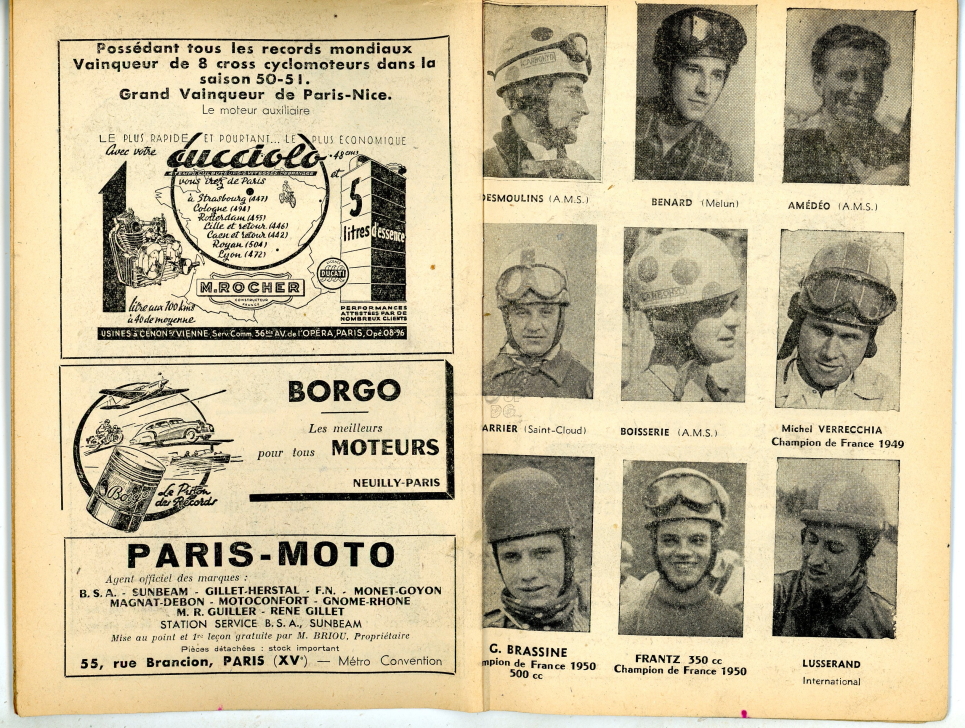 Possédant tous les records mondiaux
Vainqueur de 8 cross cyclomoteurs dans la
saison 50-51.
Grand Vainqueur de Paris-Nice.
Le moteur auxiliaire
LE PLUS RAPIDE ET POURTANT... LE PLUS ÉCONOMIQUE
Avec votre cucciolo 48cm3
vous irez de Paris
à Strasbourg (447)
Cologne (494)
Rotterdam (455)
Lille et retour (446)
Caen et retour (442)
Royan (504)
Lyon (472)
et
5
litres d'essence
1
litre aux 100 kms
à 40 de moyenne
DUCATI
M. ROCHER
CONSTRUCTEUR
FRANCE
PERFORMANCES
ATTESTÉES PAR DE
NOMBREUX CLIENTS
USINES à CENON S/VIENNE, Serv. Comm. 36bis AV. de l'OPÉRA, PARIS, Opé. 08-96
BORGO
Les meilleurs
pour tous MOTEURS
NEUILLY-PARIS
Borgo
Le Piston
des Records
PARIS-MOTO
Agent officiel des marques :
B. S. A. - SUNBEAM - GILLET-HERSTAL - F. N. - MONET-GOYON
MAGNAT-DEBON - MOTOCONFORT - GNOME-RHONE
M. R. GUILLER - RENE GILLET
STATION SERVICE B. S. A., SUNBEAM
Mise au point et 1re leçon gratuite par M. BRIOU, Propriétaire
Pièces détachées : stock important
55, rue Brancion, PARIS (XVe) — Métro Convention
DESMOULINS (A.M.S.)
BENARD (Melun)
AMÉDÉO (A.M.S.)
ARRIER (Saint-Cloud)
BOISSERIE (A.M.S.)
Michel VERRECCHIA
Champion de France 1949
G. BRASSINE
mpion de France 1950
500 cc
FRANTZ 350 cc
Champion de France 1950
LUSSERAND
International